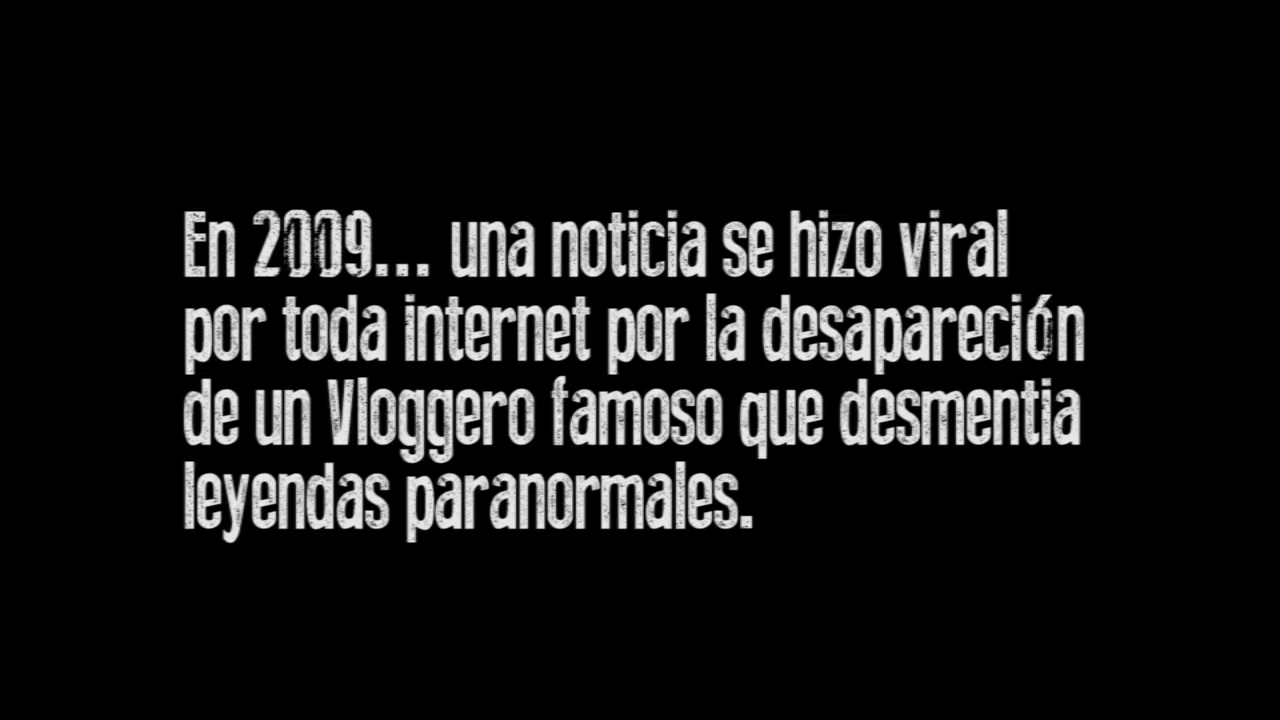 En 2009... una noticia se hizo viral
por toda internet por la desapareción
de un Vloggero famoso que desmentia
leyendas paranormales.